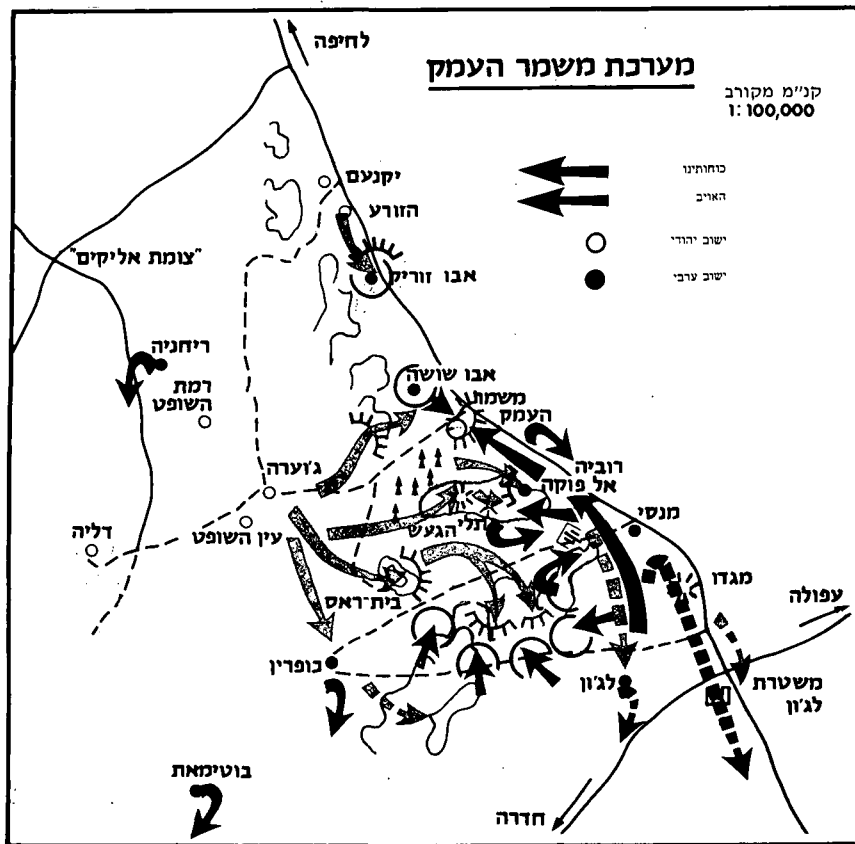 לחיפה
מערכת משמר העמק
קנ״מ מקורב
1:100,000
כוחותינו
האויב
ישוב יהודי
ישוב ערבי
יקנעם
הזורע
"צומת אליקים"
אבו זוריק
ריחניה
רמת
השופט
אבו שושה
משמר
העמק
ג'וערה
רוביה
אל פוקה
מנסי
דליה
עין השופט
תלי
הגעש
בית-ראס
מגדו
עפולה
כופרין
לג'ון
משטרת
לג'ון
בוטימאת
חדרה